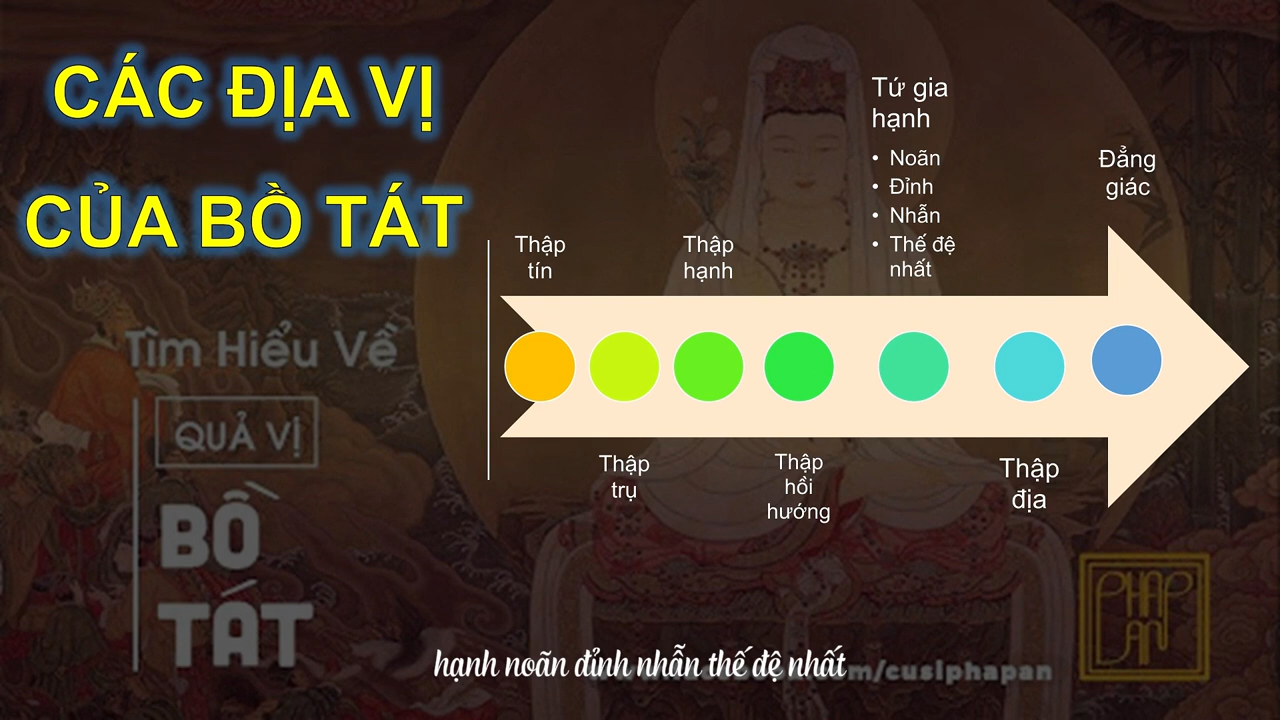 CÁC ĐỊA VỊ
CỦA BỒ TÁT
Tìm Hiểu Về
QUẢ VỊ
BỒ
TÁT
Thập
tín
Thập
trụ
Thập
hạnh
Thập
hồi
hướng
Tứ gia
hạnh
• Noãn
• Đỉnh
• Nhẫn
• Thế đệ
nhất
Thập
địa
Đẳng
giác
PHAP
AN
hạnh noãn đỉnh nhẫn thế đệ nhất
m/cusiphapan